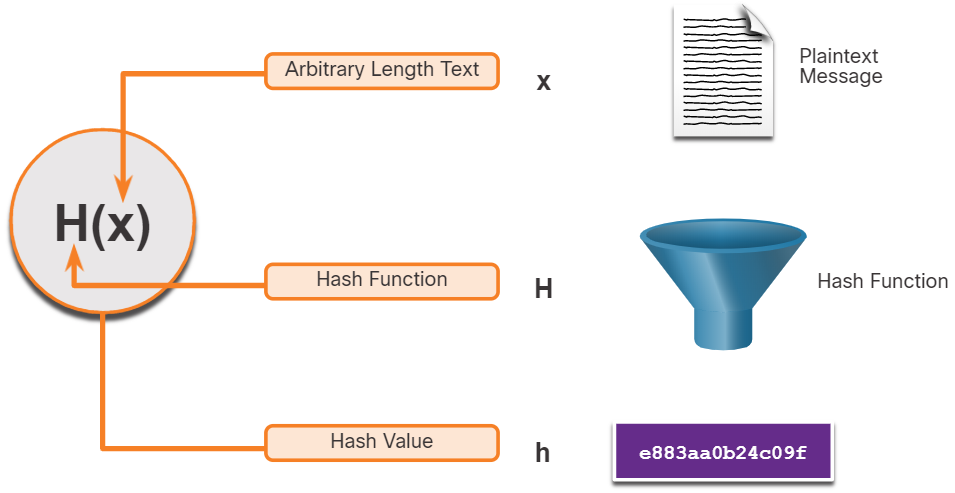 Arbitrary Length Text
x
Plaintext
Message
H(x)
Hash Function
H
Hash Function
Hash Value
h
e883aa0b24c09f